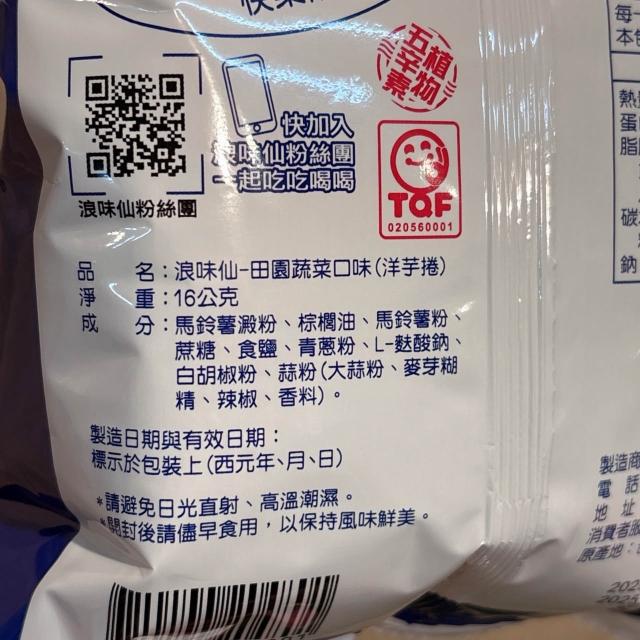 植物
五辛素
快加入
浪味仙粉絲團
一起吃吃喝喝
浪味仙粉絲團
TQF
020560001
品 名：浪味仙-田園蔬菜口味(洋芋捲)
淨 重：16公克
成 分：馬鈴薯澱粉、棕櫚油、馬鈴薯粉、
蔗糖、食鹽、青蔥粉、L-麩酸鈉、
白胡椒粉、蒜粉(大蒜粉、麥芽糊
精、辣椒、香料)。
製造日期與有效日期：
標示於包裝上(西元年、月、日)
*請避免日光直射、高溫潮濕。
*開封後請儘早食用，以保持風味鮮美。
每一
本包
熱
蛋
脂
碳
鈉
製造商
電 話
地 址
消費者服
原產地：